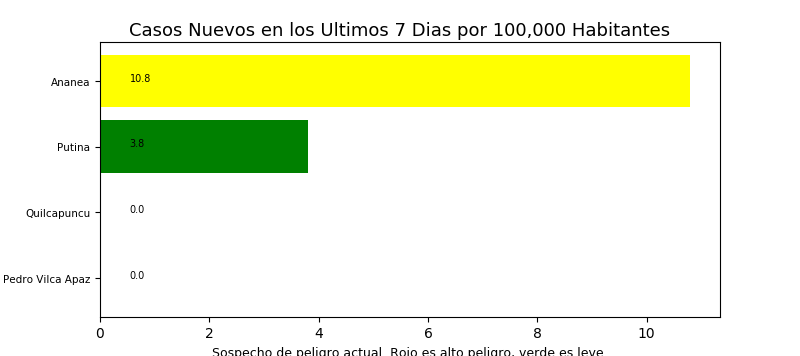 Casos Nuevos en los Ultimos 7 Dias por 100,000 Habitantes
Ananea 10.8
Putina 3.8
Quilcapuncu 0.0
Pedro Vilca Apaz 0.0
0 2 4 6 8 10
Sospecho de peligro actual. Rojo es alto peligro, verde es leve